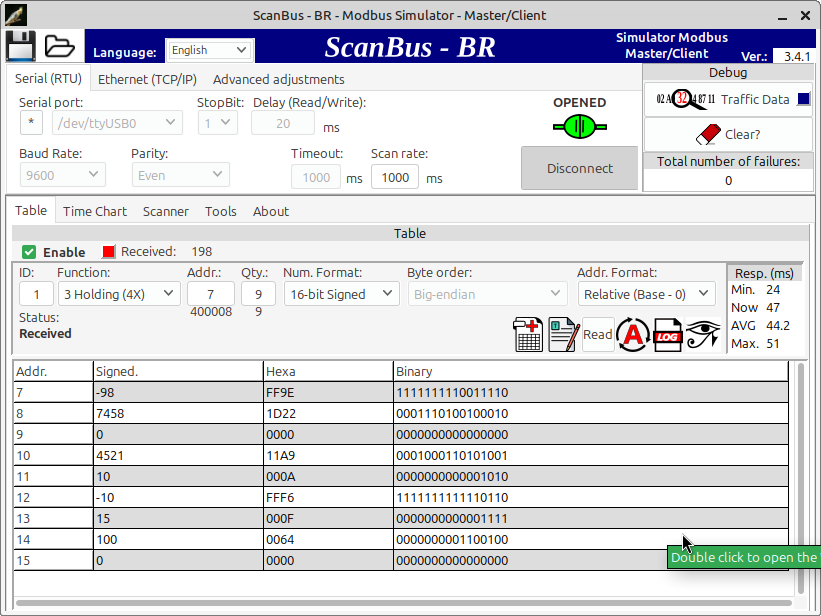 ScanBus - BR - Modbus Simulator - Master/Client
Language: English
ScanBus - BR
Simulator Modbus
Master/Client
Ver.: 3.4.1
Serial (RTU) Ethernet (TCP/IP) Advanced adjustments
Serial port: StopBit: Delay (Read/Write):
* /dev/ttyUSB0 1 20 ms
Baud Rate: Parity: Timeout: Scan rate:
9600 Even 1000 ms 1000 ms
OPENED
Disconnect
Debug
Traffic Data
Clear?
Total number of failures:
0
Table Time Chart Scanner Tools About
Table
Enable Received: 198
ID: Function: Addr.: Qty.: Num. Format: Byte order: Addr. Format:
1 3 Holding (4X) 7 9 16-bit Signed Big-endian Relative (Base - 0)
400008 9
Status:
Received
Read A LOG
Resp. (ms)
Min. 24
Now 47
AVG 44.2
Max. 51
Addr. Signed. Hexa Binary
7 -98 FF9E 1111111110011110
8 7458 1D22 0001110100100010
9 0 0000 0000000000000000
10 4521 11A9 0001000110101001
11 10 000A 0000000000001010
12 -10 FFF6 1111111111110110
13 15 000F 0000000000001111
14 100 0064 0000000001100100
15 0 0000 0000000000000000
Double click to open the